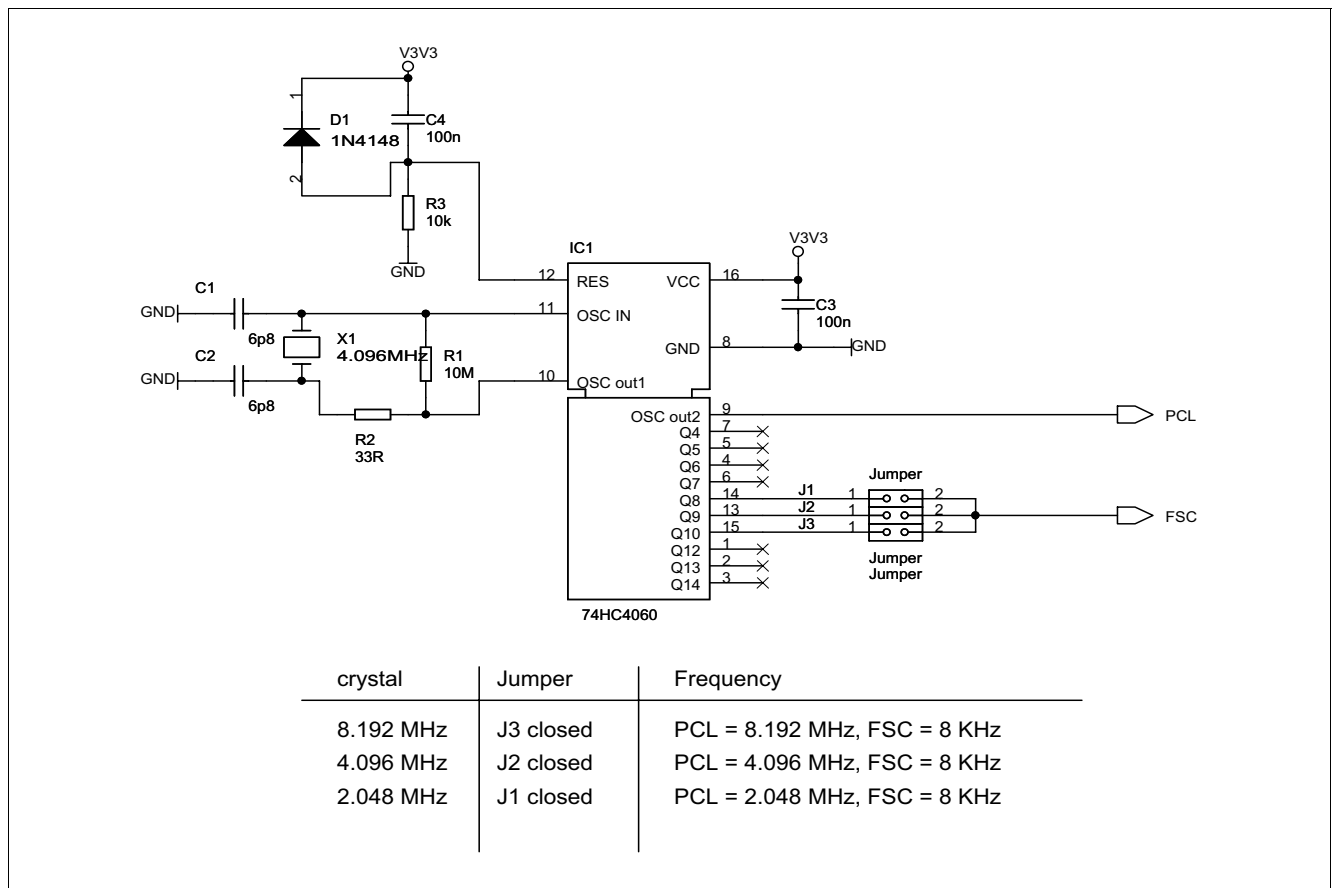 V3V3
1
D1
1N4148
C4
100n
2
R3
10k
GND
IC1
V3V3
12
RES
VCC
16
C1
GND
6p8
11
OSC IN
C3
100n
X1
4.096MHz
C2
R1
10M
GND
8
GND
GND
6p8
10
OSC out1
R2
33R
OSC out2
9
PCL
Q4
7
Q5
5
Q6
4
Q7
6
Jumper
Q8
14
J1
1
2
Q9
13
J2
1
2
FSC
Q10
15
J3
1
2
Q12
1
Q13
2
Q14
3
Jumper
Jumper
74HC4060
crystal Jumper Frequency
8.192 MHz J3 closed PCL = 8.192 MHz, FSC = 8 KHz
4.096 MHz J2 closed PCL = 4.096 MHz, FSC = 8 KHz
2.048 MHz J1 closed PCL = 2.048 MHz, FSC = 8 KHz